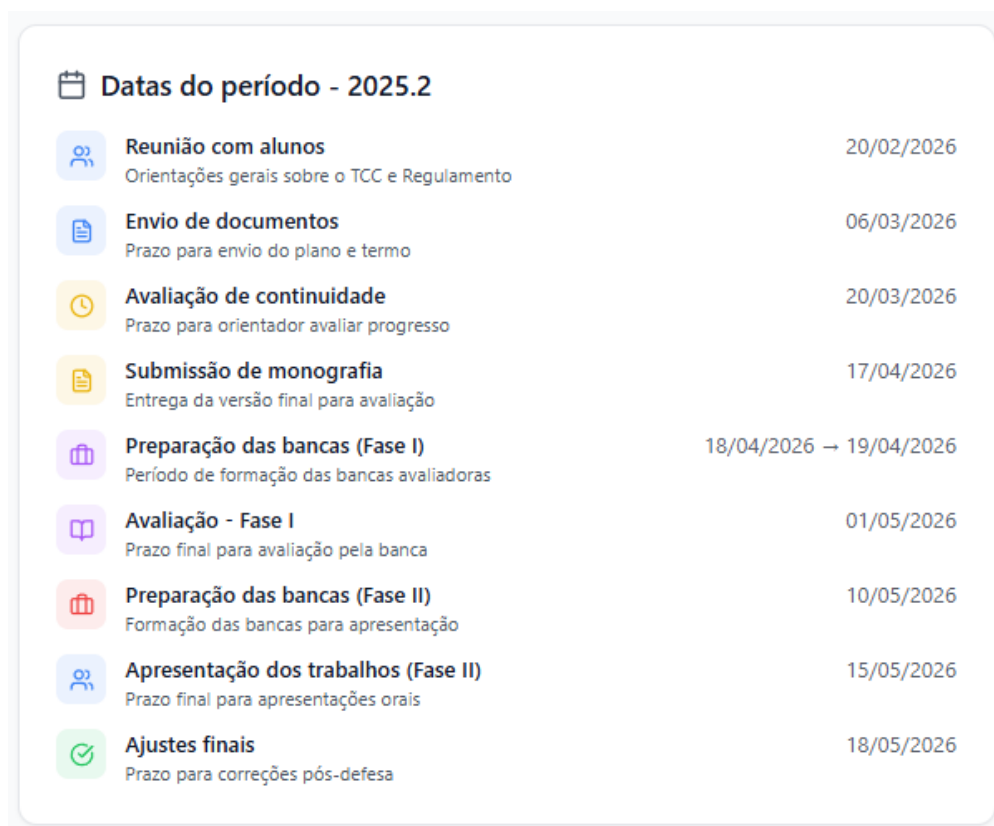 Datas do período - 2025.2
Reunião com alunos 20/02/2026
Orientações gerais sobre o TCC e Regulamento
Envio de documentos 06/03/2026
Prazo para envio do plano e termo
Avaliação de continuidade 20/03/2026
Prazo para orientador avaliar progresso
Submissão de monografia 17/04/2026
Entrega da versão final para avaliação
Preparação das bancas (Fase I) 18/04/2026 → 19/04/2026
Período de formação das bancas avaliadoras
Avaliação - Fase I 01/05/2026
Prazo final para avaliação pela banca
Preparação das bancas (Fase II) 10/05/2026
Formação das bancas para apresentação
Apresentação dos trabalhos (Fase II) 15/05/2026
Prazo final para apresentações orais
Ajustes finais 18/05/2026
Prazo para correções pós-defesa